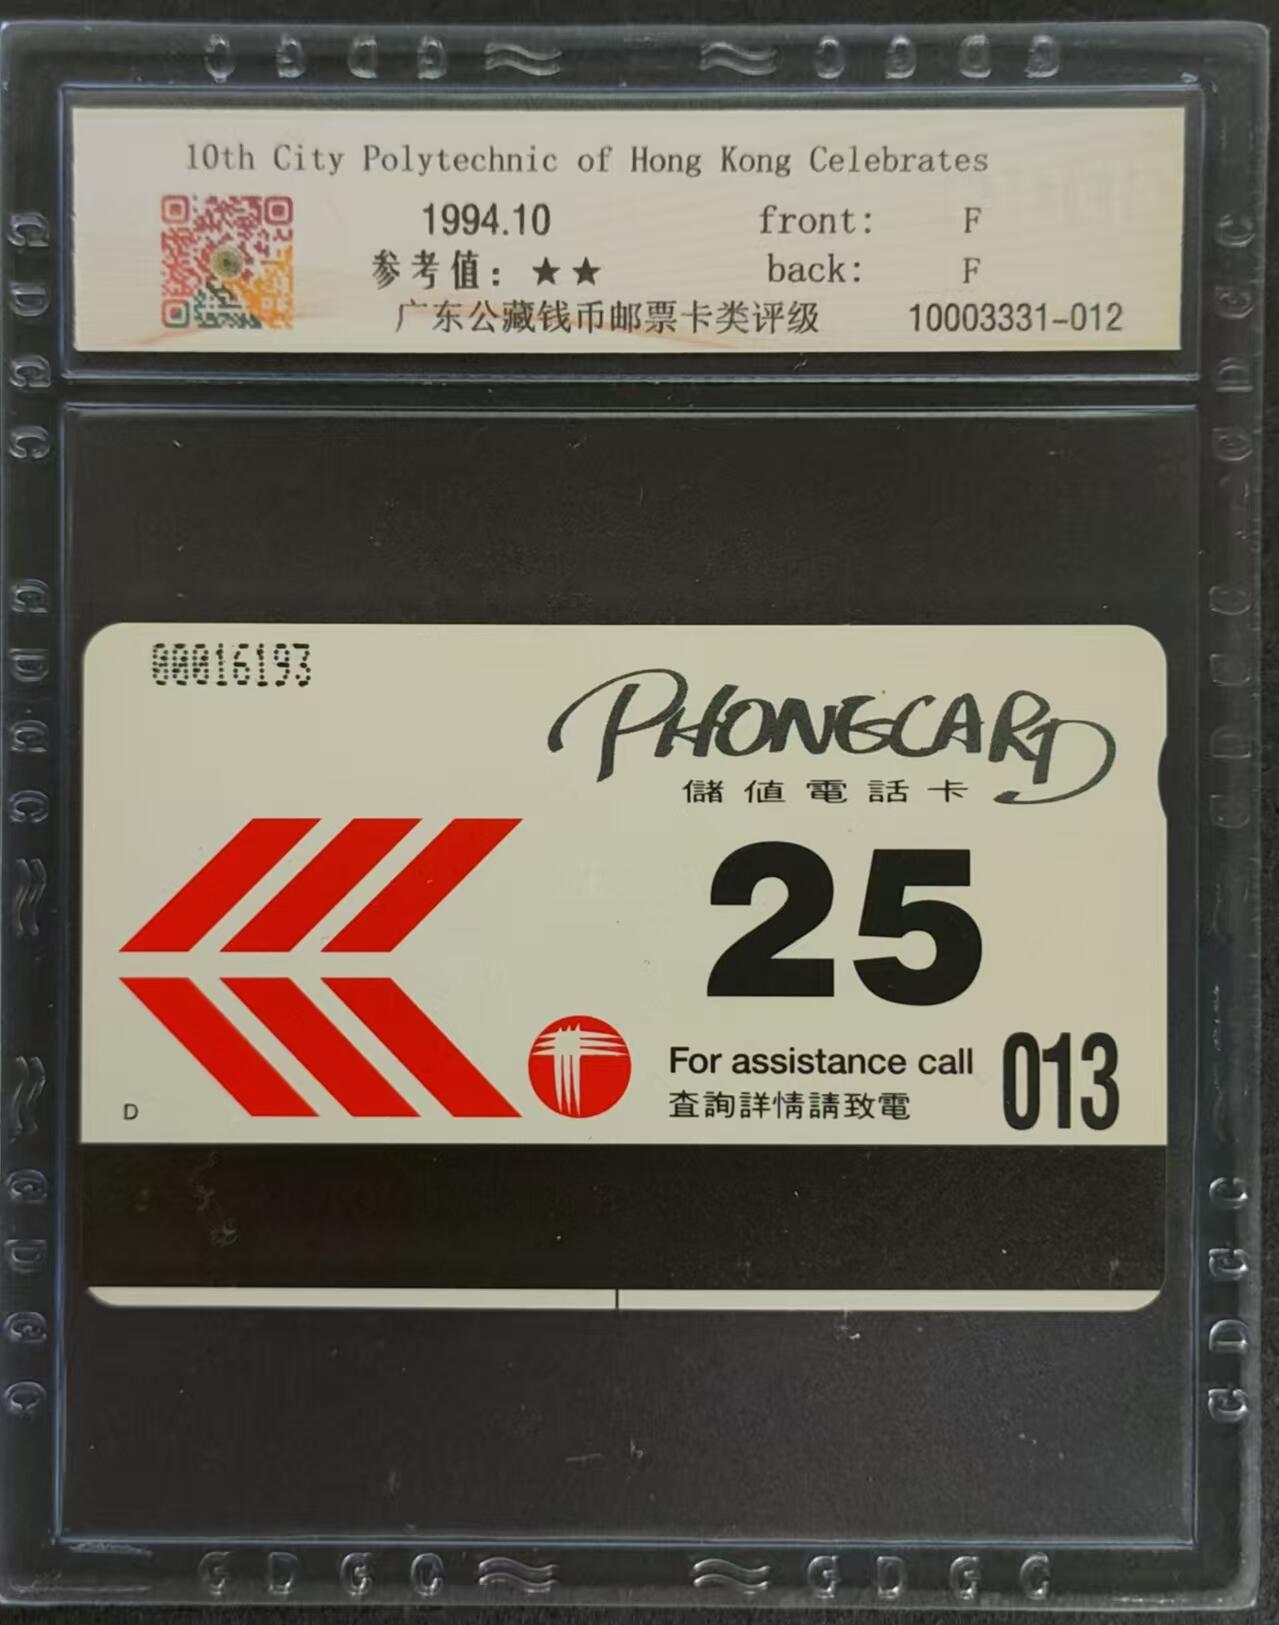 10th City Polytechnic of Hong Kong Celebrates
1994.10
front: F
参考值：★★
back: F
广东公藏钱币邮票卡类评级
10003331-012
00016193
PHONECARD
儲值電話卡
25
For assistance call 013
查詢詳情請致電
D